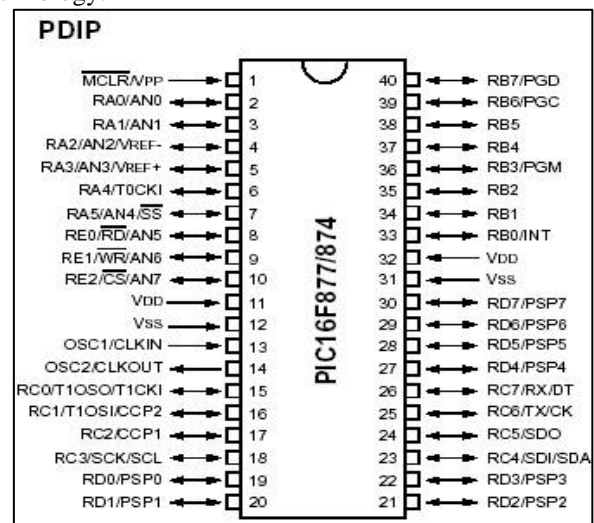 PDIP
MCLR/VPP 1
RA0/AN0 2
RA1/AN1 3
RA2/AN2/VREF- 4
RA3/AN3/VREF+ 5
RA4/T0CKI 6
RA5/AN4/SS 7
RE0/RD/AN5 8
RE1/WR/AN6 9
RE2/CS/AN7 10
VDD 11
VSS 12
OSC1/CLKIN 13
OSC2/CLKOUT 14
RC0/T1OSO/T1CKI 15
RC1/T1OSI/CCP2 16
RC2/CCP1 17
RC3/SCK/SCL 18
RD0/PSP0 19
RD1/PSP1 20
PIC16F877/874
40 RB7/PGD
39 RB6/PGC
38 RB5
37 RB4
36 RB3/PGM
35 RB2
34 RB1
33 RB0/INT
32 VDD
31 VSS
30 RD7/PSP7
29 RD6/PSP6
28 RD5/PSP5
27 RD4/PSP4
26 RC7/RX/DT
25 RC6/TX/CK
24 RC5/SDO
23 RC4/SDI/SDA
22 RD3/PSP3
21 RD2/PSP2